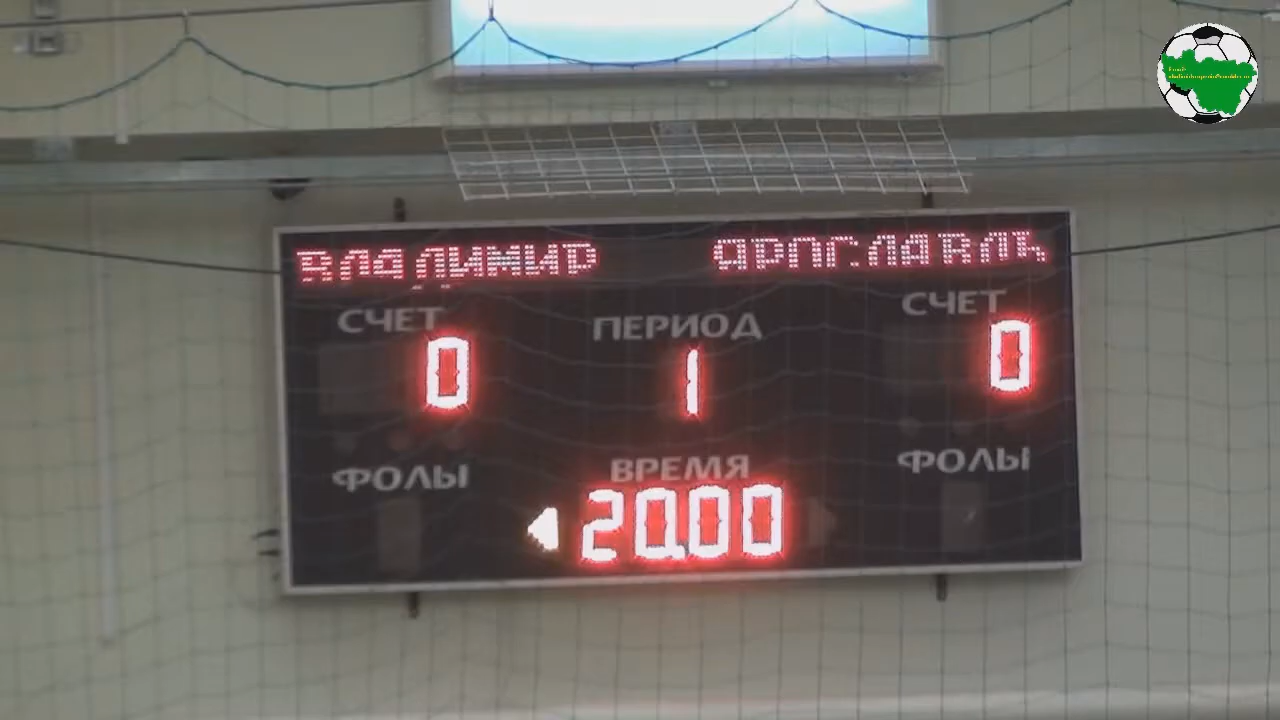 ВЛАДИМИР ЯРОСЛАВЛЬ
СЧЕТ ПЕРИОД СЧЕТ
0 1 0
ФОЛЫ ВРЕМЯ ФОЛЫ
20.00